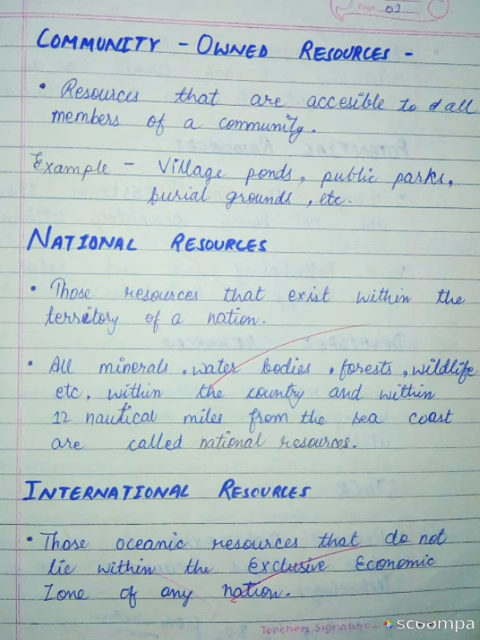 Page 02
COMMUNITY - OWNED RESOURCES -
• Resources that are accesible to all
members of a community.
Example - Village ponds, public parks,
burial grounds, etc.
NATIONAL RESOURCES
• Those resources that exist within the
territory of a nation.
• All minerals, water bodies, forests, wildlife
etc, within the country and within
12 nautical miles from the sea coast
are called national resources.
INTERNATIONAL RESOURCES
• Those oceanic resources that do not
lie within the Exclusive Economic
Zone of any nation.
Teachers Signature
scoompa